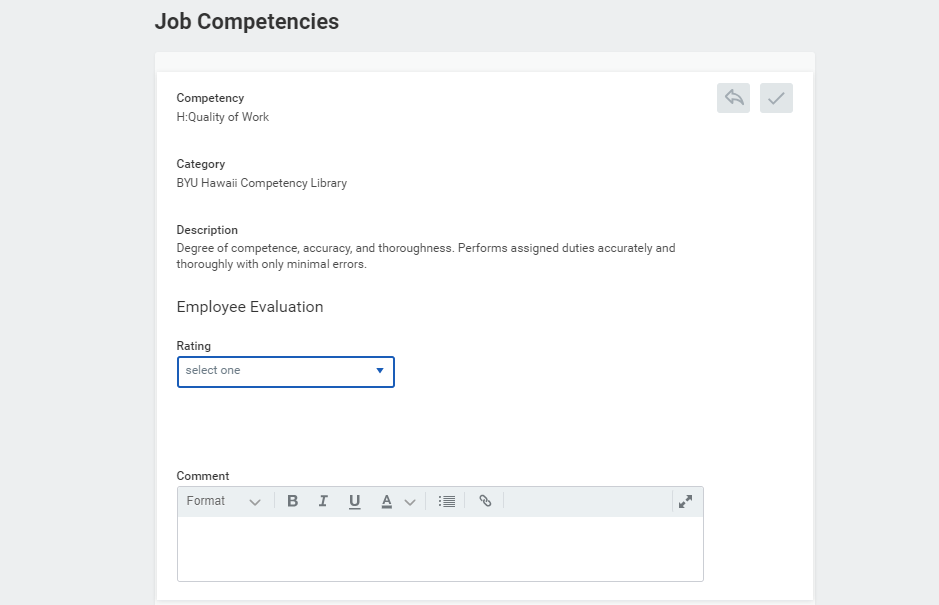 Job Competencies
Competency
H:Quality of Work
Category
BYU Hawaii Competency Library
Description
Degree of competence, accuracy, and thoroughness. Performs assigned duties accurately and
thoroughly with only minimal errors.
Employee Evaluation
Rating
select one
Comment
Format B I U A